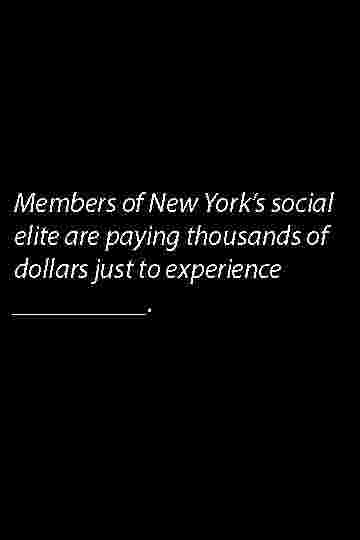 Members of New York's social
elite are paying thousands of
dollars just to experience
__________.